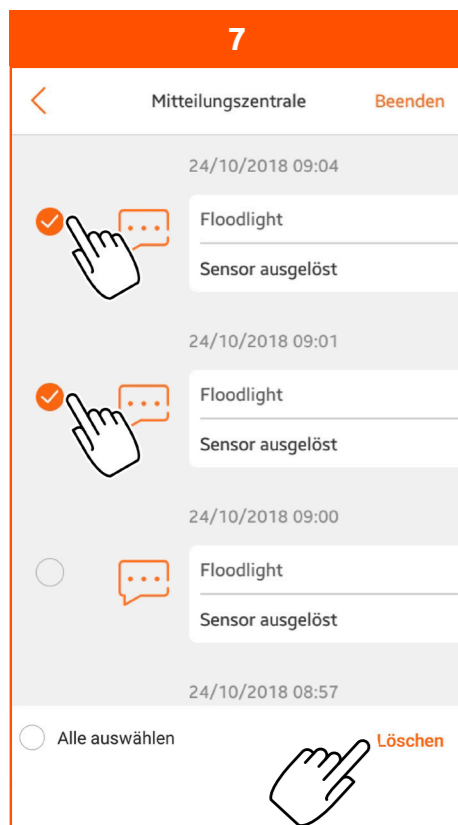 7
Mitteilungszentrale Beenden
24/10/2018 09:04
Floodlight
Sensor ausgelöst
24/10/2018 09:01
Floodlight
Sensor ausgelöst
24/10/2018 09:00
Floodlight
Sensor ausgelöst
24/10/2018 08:57
Alle auswählen Löschen